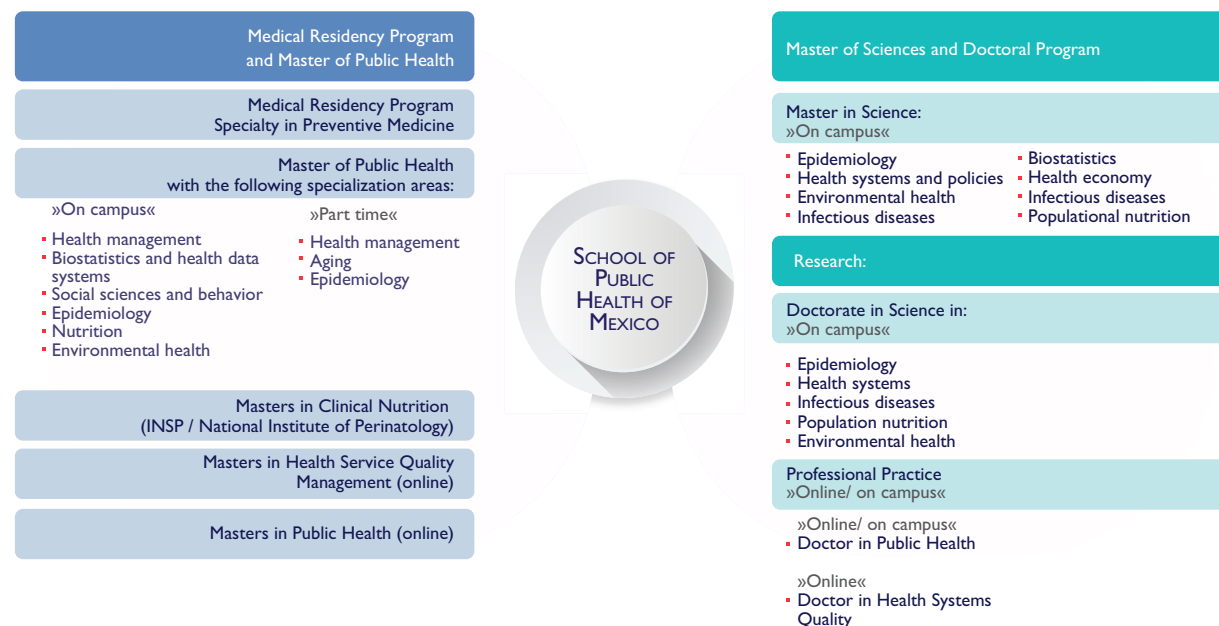 Medical Residency Program
and Master of Public Health
Medical Residency Program
Specialty in Preventive Medicine
Master of Public Health
with the following specialization areas:
»On campus«
Health management
Biostatistics and health data
systems
Social sciences and behavior
Epidemiology
Nutrition
Environmental health
»Part time«
Health management
Aging
Epidemiology
Masters in Clinical Nutrition
(INSP / National Institute of Perinatology)
Masters in Health Service Quality
Management (online)
Masters in Public Health (online)
School of
Public
Health of
Mexico
Master of Sciences and Doctoral Program
Master in Science:
»On campus«
Epidemiology
Health systems and policies
Environmental health
Infectious diseases
Biostatistics
Health economy
Infectious diseases
Populational nutrition
Research:
Doctorate in Science in:
»On campus«
Epidemiology
Health systems
Infectious diseases
Population nutrition
Environmental health
Professional Practice
»Online/ on campus«
»Online/ on campus«
Doctor in Public Health
»Online«
Doctor in Health Systems
Quality